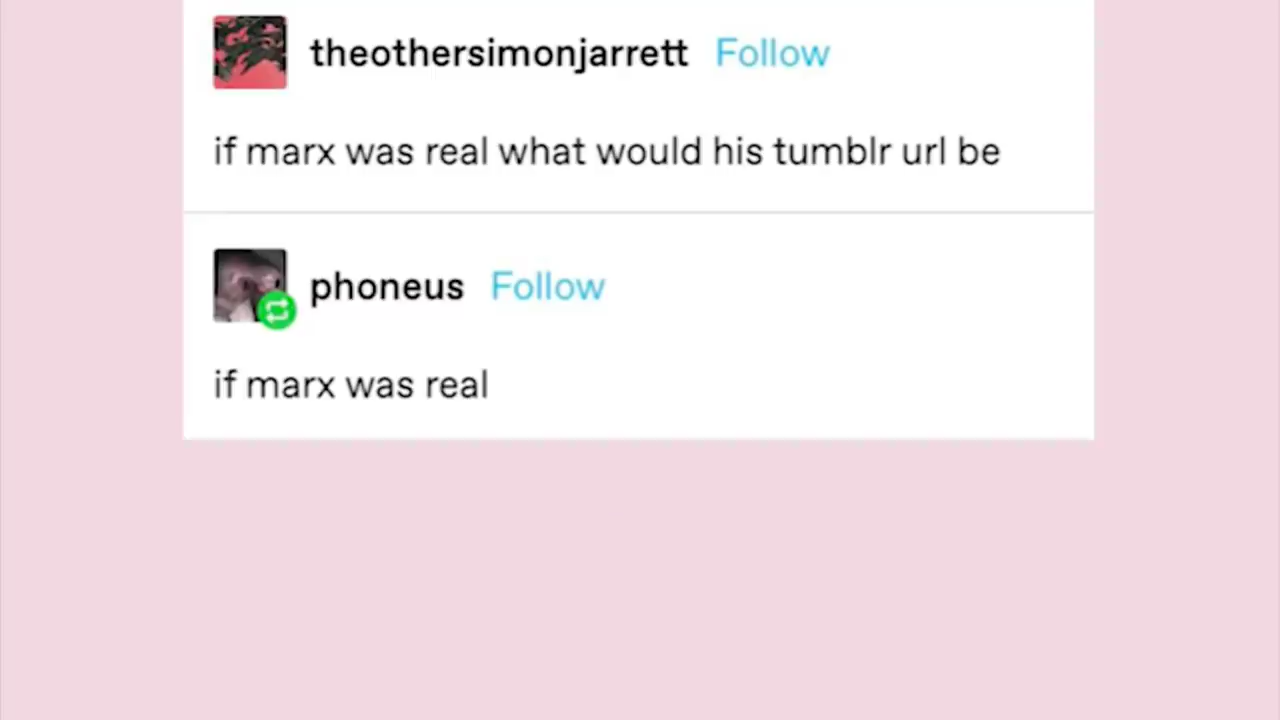 theothersimonjarrett Follow
if marx was real what would his tumblr url be
phoneus Follow
if marx was real